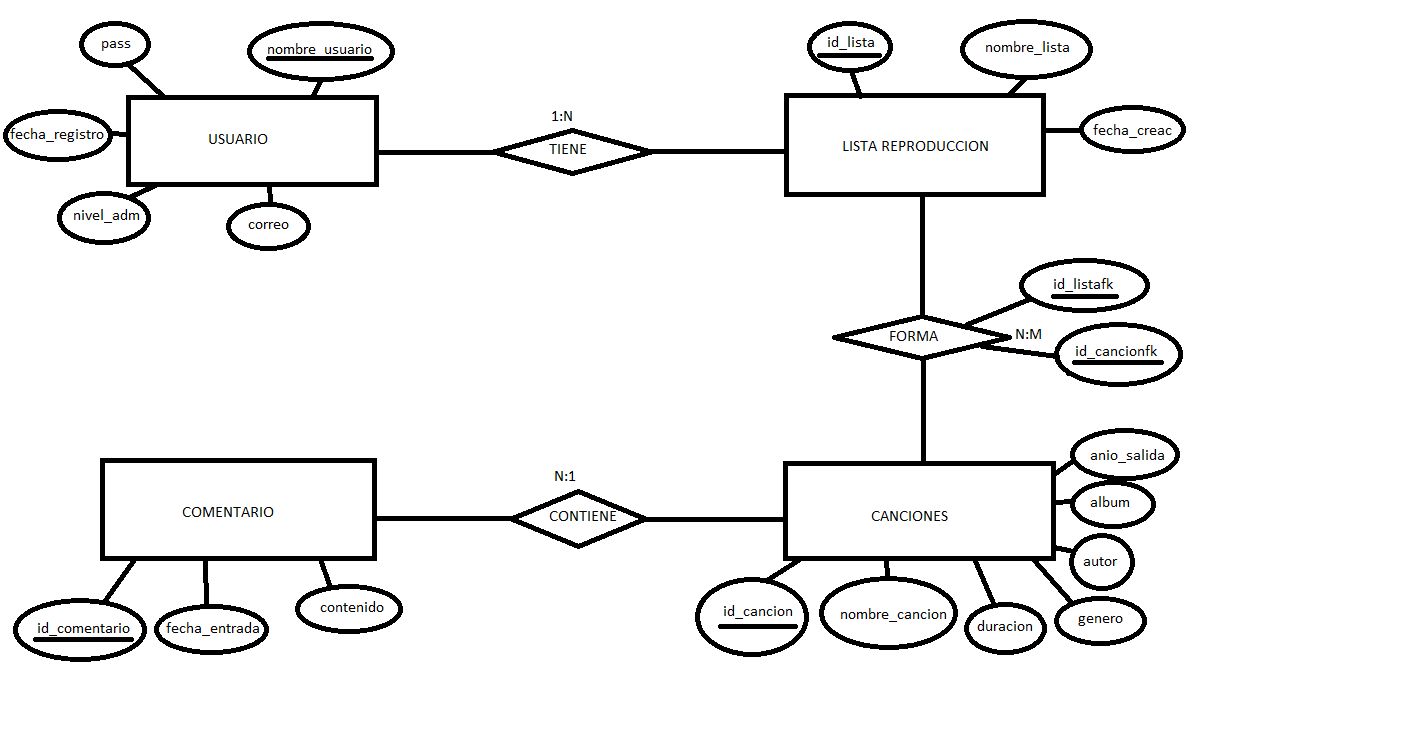 pass
nombre_usuario
fecha_registro
USUARIO
nivel_adm
correo
1:N
TIENE
id_lista
nombre_lista
LISTA REPRODUCCION
fecha_creac
id_listafk
FORMA
N:M
id_cancionfk
COMENTARIO
N:1
CONTIENE
CANCIONES
anio_salida
album
autor
genero
id_comentario
fecha_entrada
contenido
id_cancion
nombre_cancion
duracion